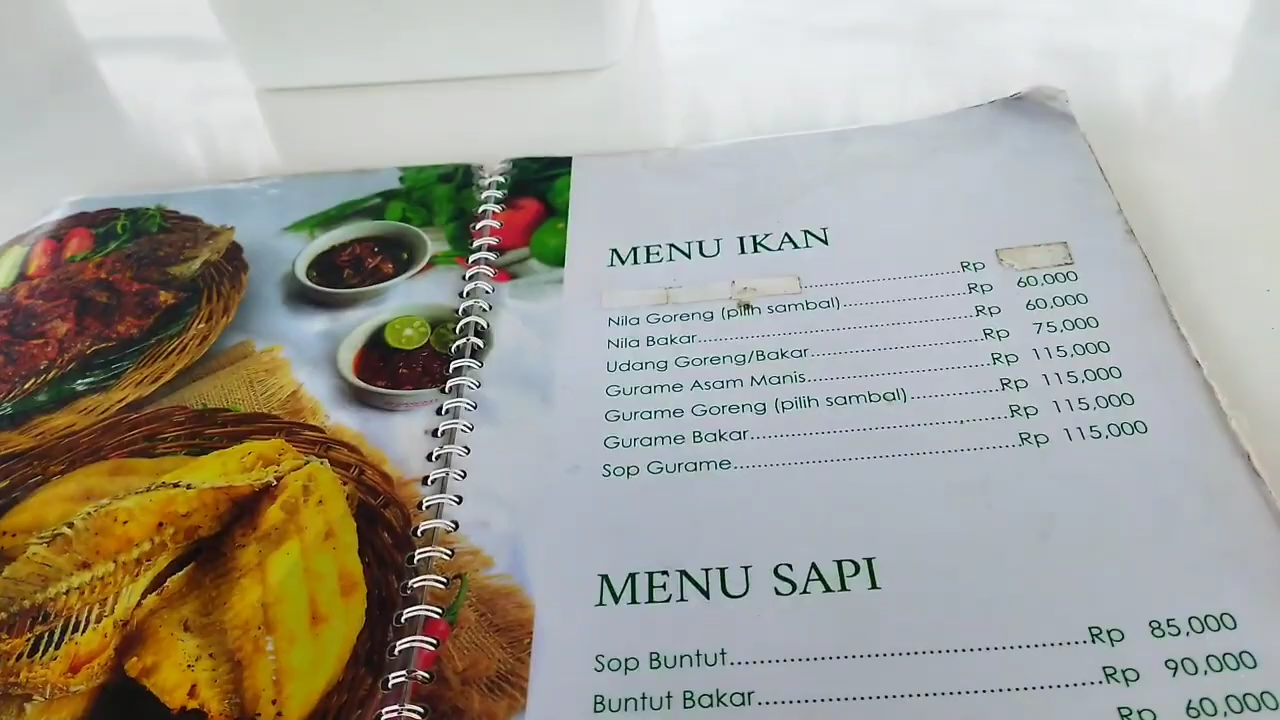 MENU IKAN
........................................Rp
Nila Goreng (pilih sambal)........................Rp 60,000
Nila Bakar..................................................Rp 60,000
Udang Goreng/Bakar..............................Rp 75,000
Gurame Asam Manis...............................Rp 115,000
Gurame Goreng (pilih sambal)...............Rp 115,000
Gurame Bakar...........................................Rp 115,000
Sop Gurame..............................................Rp 115,000
MENU SAPI
Sop Buntut..................................................Rp 85,000
Buntut Bakar...............................................Rp 90,000
Rp 60,000